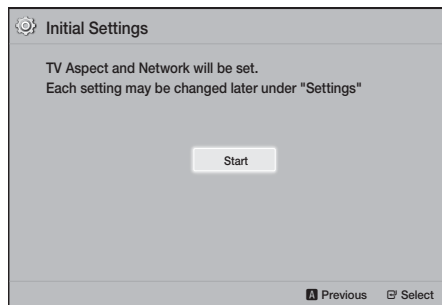 Initial Settings
TV Aspect and Network will be set.
Each setting may be changed later under "Settings"
Start
A Previous Select